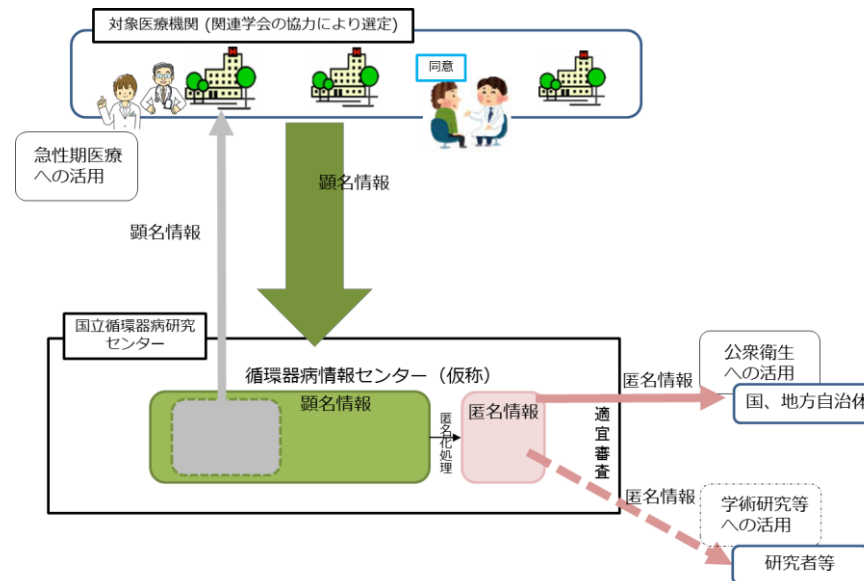 対象医療機関 (関連学会の協力により選定)
同意
急性期医療
への活用
顕名情報
顕名情報
国立循環器病研究
センター
循環器病情報センター（仮称）
顕名情報
匿名化処理
匿名情報
適宜審査
匿名情報
公衆衛生
への活用
国、地方自治体
匿名情報
学術研究等
への活用
研究者等